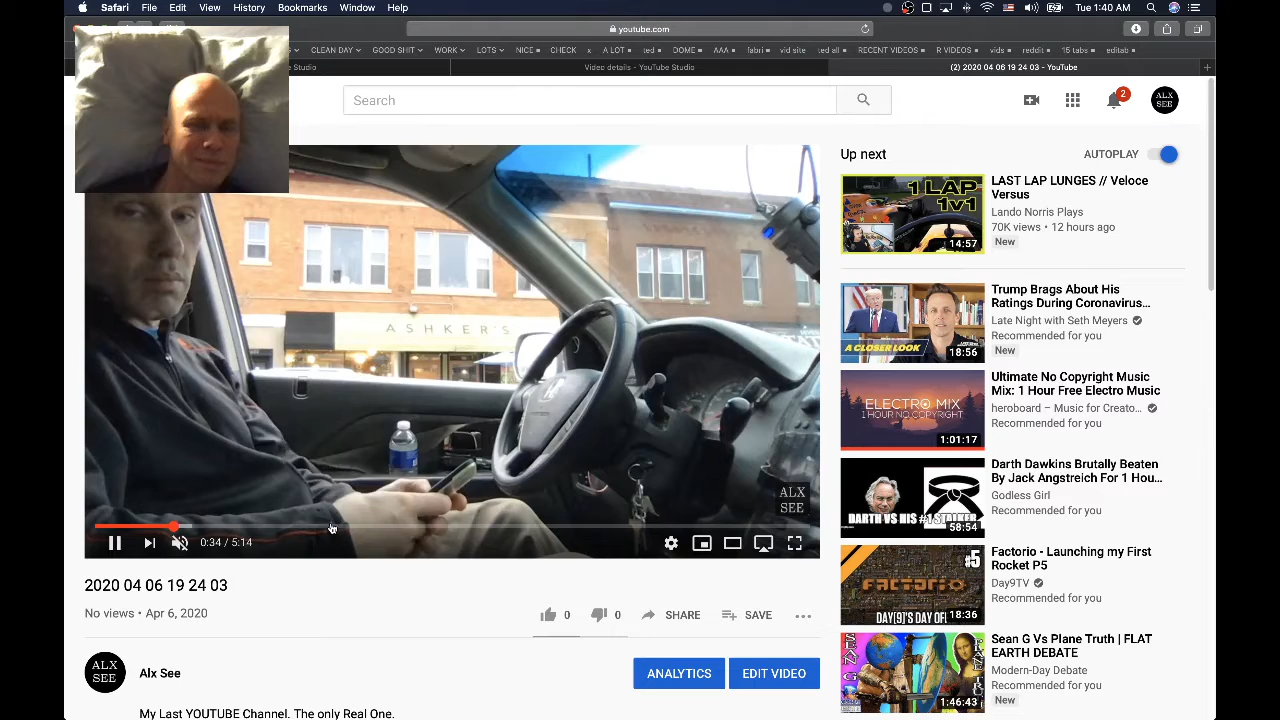 Safari File Edit View History Bookmarks Window Help Tue 1:40 AM
youtube.com
CLEAN DAY GOOD SHIT WORK LOTS NICE CHECK x A LOT ted DOME AAA fabri vid site ted all RECENT VIDEOS R VIDEOS vids reddit 15 tabs editab
Studio Video details - YouTube Studio (2) 2020 04 06 19 24 03 - YouTube
Search
2
ALX
SEE
Up next
AUTOPLAY
1 LAP
1v1
14:57
LAST LAP LUNGES // Veloce
Versus
Lando Norris Plays
70K views • 12 hours ago
New
A CLOSER LOOK
18:56
Trump Brags About His
Ratings During Coronavirus...
Late Night with Seth Meyers
Recommended for you
New
ELECTRO MIX
1 HOUR NO COPYRIGHT
1:01:17
Ultimate No Copyright Music
Mix: 1 Hour Free Electro Music
heroboard – Music for Creato...
Recommended for you
DARTH VS HIS #1 STALKER
58:54
Darth Dawkins Brutally Beaten
By Jack Angstreich For 1 Hou...
Godless Girl
Recommended for you
#5
FACTORIO
DAY[9]'S DAY OF
18:36
Factorio - Launching my First
Rocket P5
Day9TV
Recommended for you
SEAN G
1:46:43
Sean G Vs Plane Truth | FLAT
EARTH DEBATE
Modern-Day Debate
Recommended for you
New
ASHKER'S
ALX
SEE
0:34 / 5:14
2020 04 06 19 24 03
No views • Apr 6, 2020
0 0 SHARE SAVE
ALX
SEE
Alx See
ANALYTICS EDIT VIDEO
My Last YOUTUBE Channel. The only Real One.